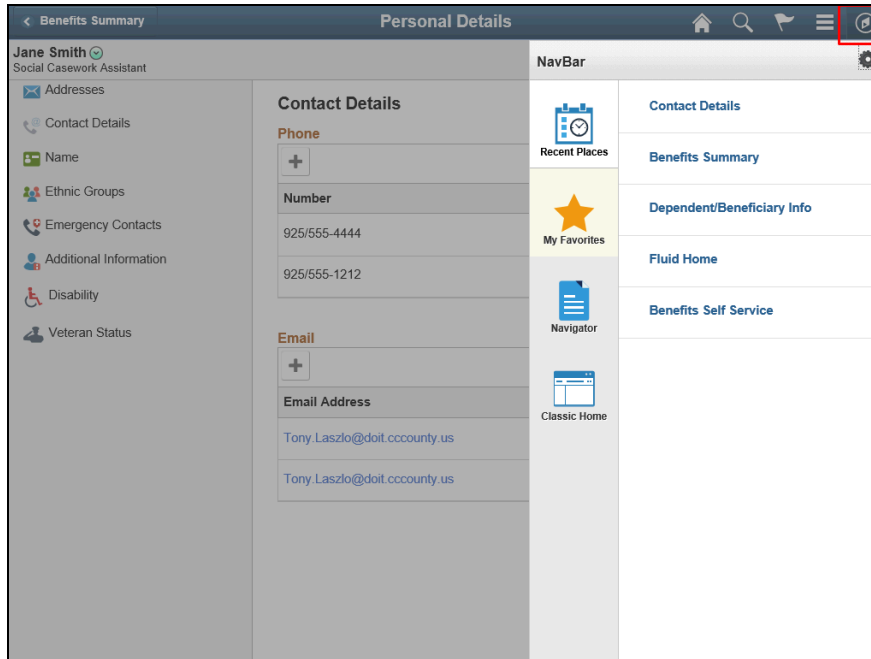 Benefits Summary
Personal Details
Jane Smith
Social Casework Assistant
Addresses
Contact Details
Name
Ethnic Groups
Emergency Contacts
Additional Information
Disability
Veteran Status
Contact Details
Phone
Number
925/555-4444
925/555-1212
Email
Email Address
Tony.Laszlo@doit.cccounty.us
Tony.Laszlo@doit.cccounty.us
NavBar
Recent Places
My Favorites
Navigator
Classic Home
Contact Details
Benefits Summary
Dependent/Beneficiary Info
Fluid Home
Benefits Self Service